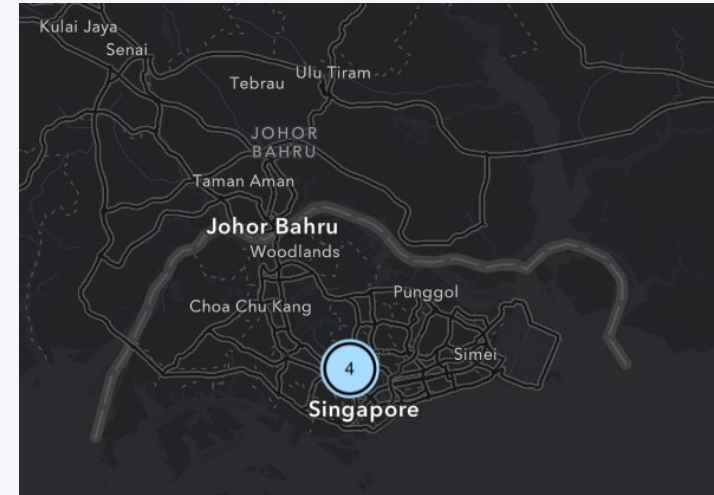 Kulai Jaya
Senai
Ulu Tiram
Tebrau
JOHOR
BAHRU
Taman Aman
Johor Bahru
Woodlands
Punggol
Choa Chu Kang
Simei
4
Singapore